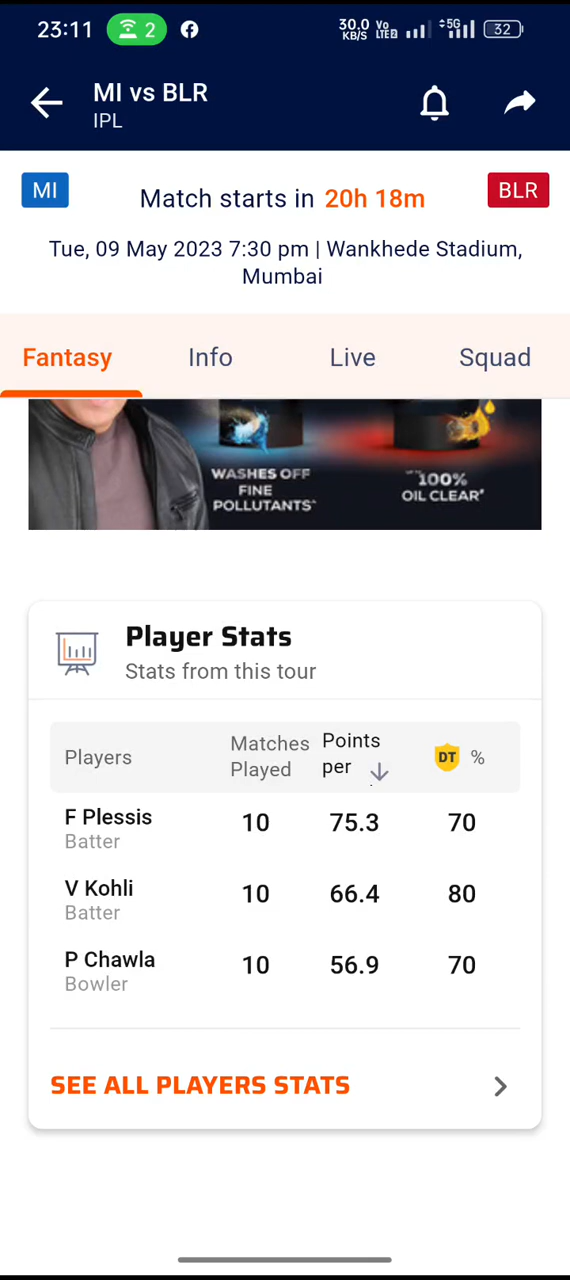 23:11 2 30.0 KB/S Vo LTE2 5G 32
MI vs BLR
IPL
MI Match starts in 20h 18m BLR
Tue, 09 May 2023 7:30 pm | Wankhede Stadium,
Mumbai
Fantasy Info Live Squad
WASHES OFF
FINE
POLLUTANTS^
100%
OIL CLEAR#
Player Stats
Stats from this tour
Players Matches Played Points per DT %
F Plessis 10 75.3 70
Batter
V Kohli 10 66.4 80
Batter
P Chawla 10 56.9 70
Bowler
SEE ALL PLAYERS STATS